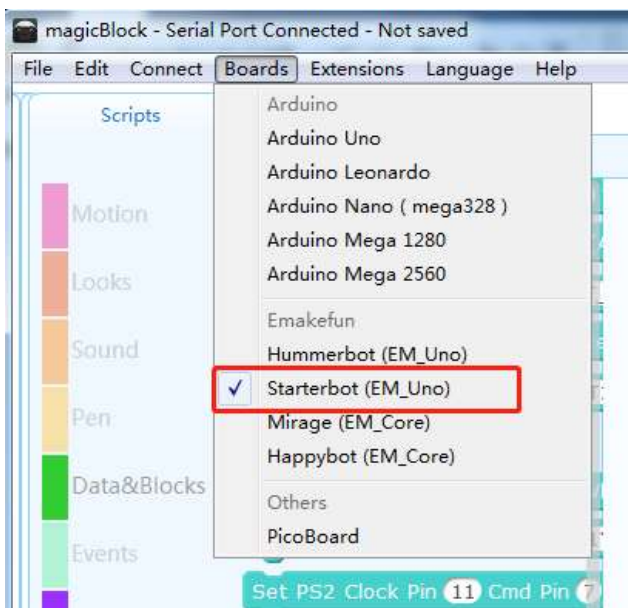 magicBlock - Serial Port Connected - Not saved
File Edit Connect Boards Extensions Language Help
Scripts
Arduino
Arduino Uno
Arduino Leonardo
Arduino Nano ( mega328 )
Arduino Mega 1280
Arduino Mega 2560
Emakefun
Hummerbot (EM_Uno)
Starterbot (EM_Uno)
Mirage (EM_Core)
Happybot (EM_Core)
Others
PicoBoard
Motion
Looks
Sound
Pen
Data&Blocks
Events
Set PS2 Clock Pin 11 Cmd Pin 7